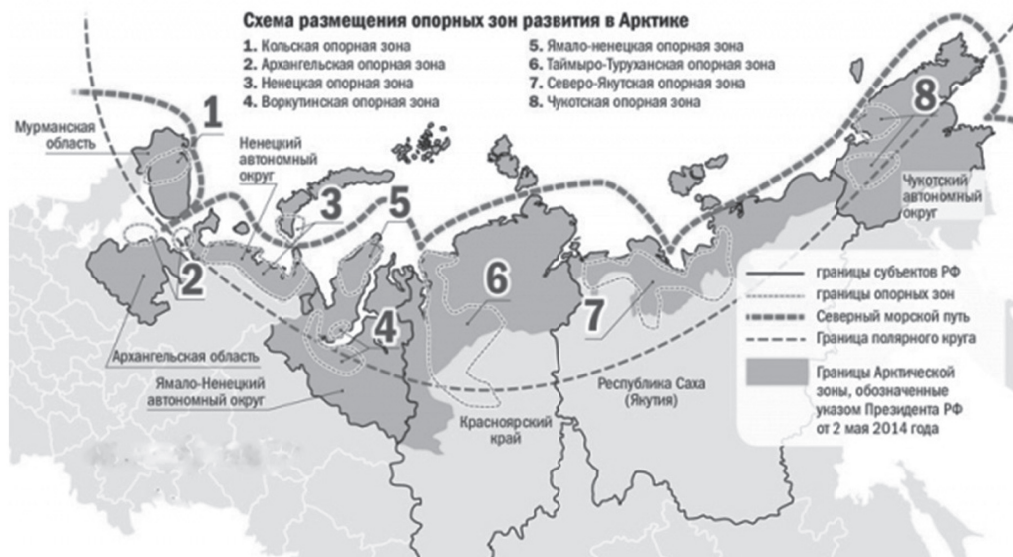 Схема размещения опорных зон развития в Арктике
1. Кольская опорная зона
2. Архангельская опорная зона
3. Ненецкая опорная зона
4. Воркутинская опорная зона
5. Ямало-ненецкая опорная зона
6. Таймыро-Туруханская опорная зона
7. Северо-Якутская опорная зона
8. Чукотская опорная зона
1
Мурманская
область
Ненецкий
автономный
округ
8
3
5
Чукотский
автономный
округ
2
6
7
4
Архангельская область
Ямало-Ненецкий
автономный округ
Красноярский
край
Республика Саха
(Якутия)
границы субъектов РФ
границы опорных зон
Северный морской путь
Граница полярного круга
Границы Арктической
зоны, обозначенные
указом Президента РФ
от 2 мая 2014 года